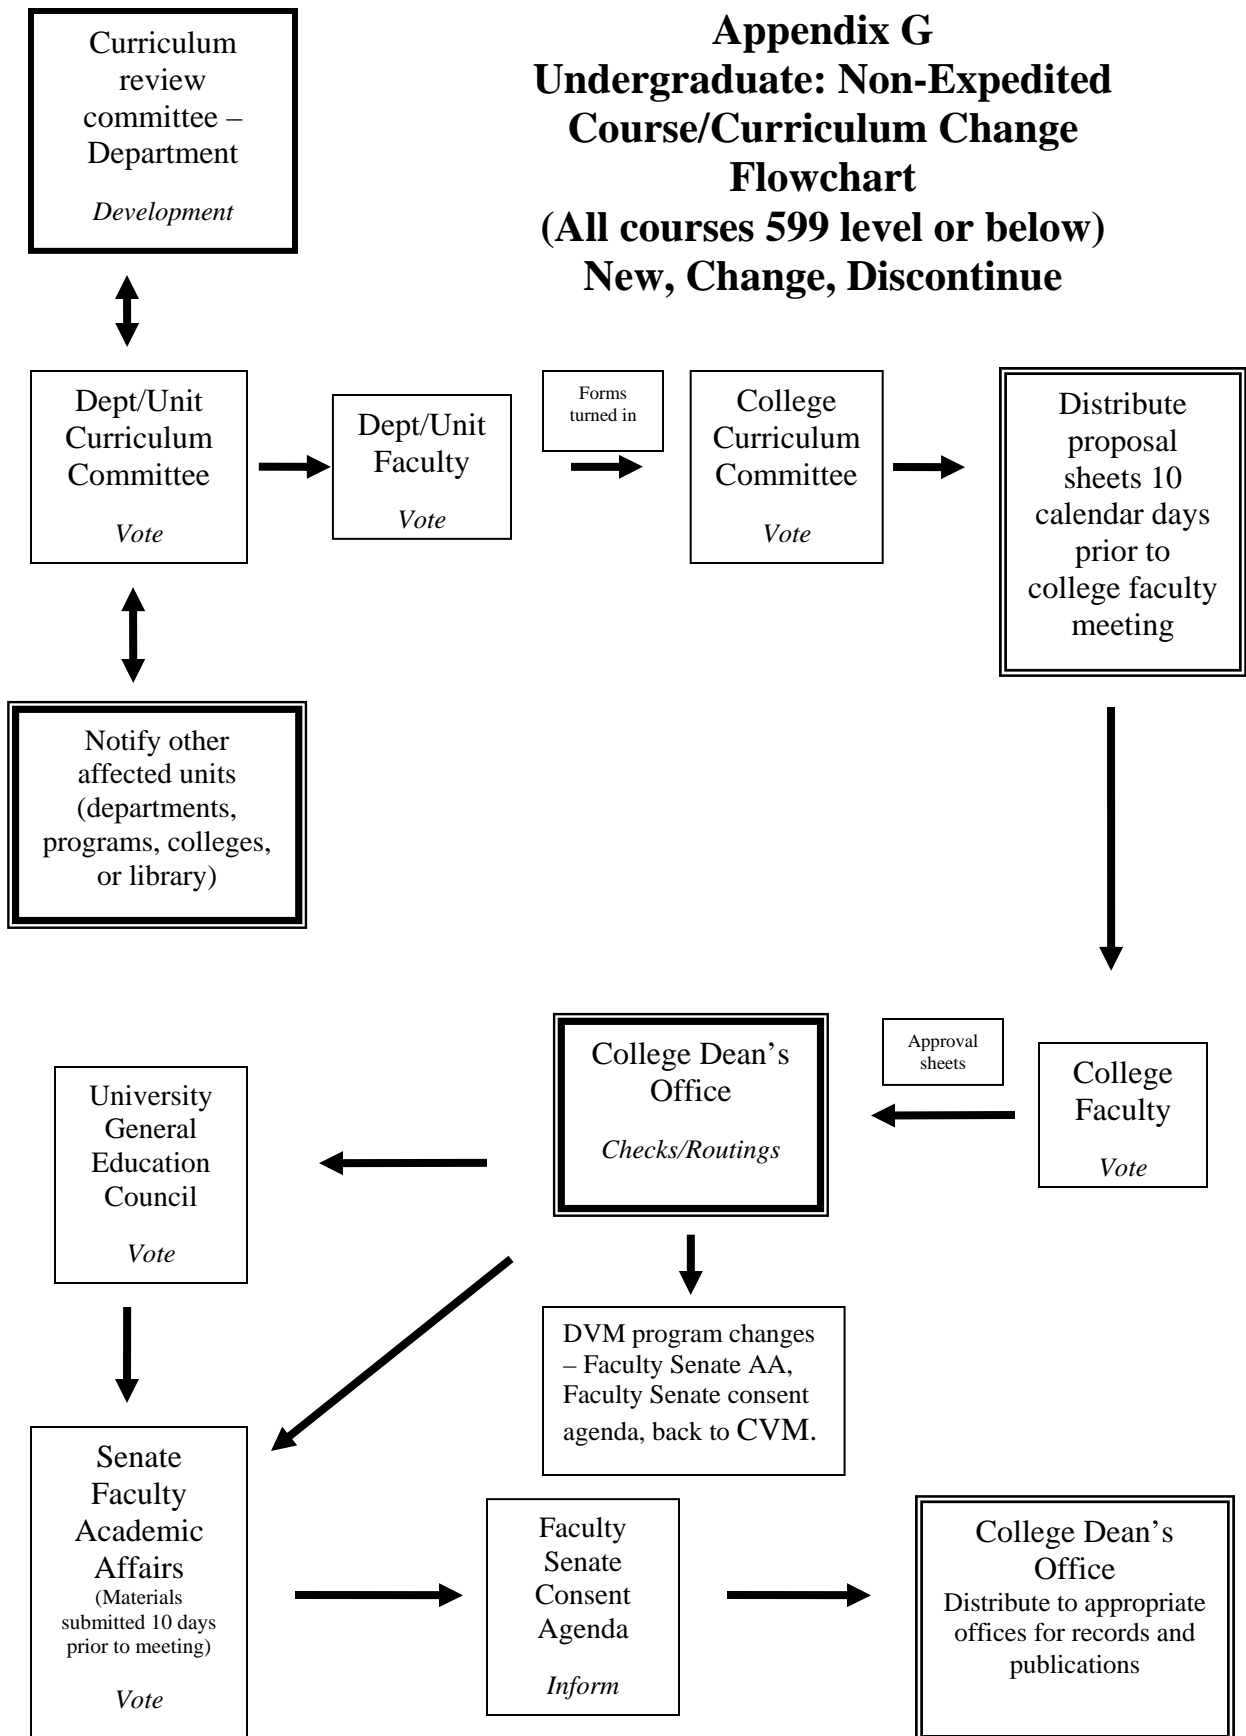 Curriculum
review
committee –
Department
Development
Appendix G
Undergraduate: Non-Expedited
Course/Curriculum Change
Flowchart
(All courses 599 level or below)
New, Change, Discontinue
Dept/Unit
Curriculum
Committee
Vote
Dept/Unit
Faculty
Vote
Forms
turned in
College
Curriculum
Committee
Vote
Distribute
proposal
sheets 10
calendar days
prior to
college faculty
meeting
Notify other
affected units
(departments,
programs, colleges,
or library)
College
Faculty
Vote
Approval
sheets
College Dean’s
Office
Checks/Routings
University
General
Education
Council
Vote
DVM program changes
– Faculty Senate AA,
Faculty Senate consent
agenda, back to CVM.
Senate
Faculty
Academic
Affairs
(Materials
submitted 10 days
prior to meeting)
Vote
Faculty
Senate
Consent
Agenda
Inform
College Dean’s
Office
Distribute to appropriate
offices for records and
publications